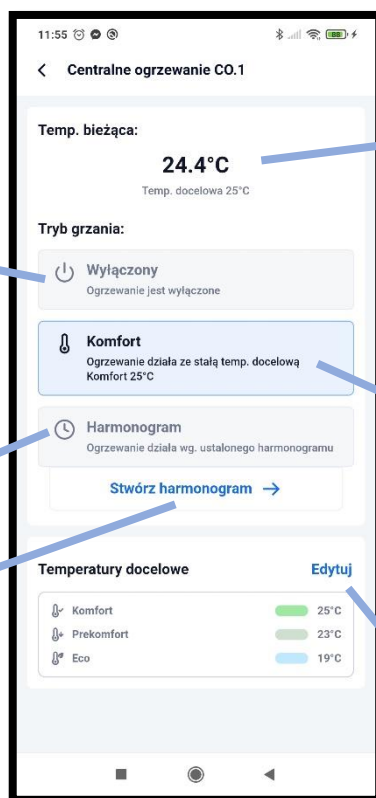 11:55
Centralne ogrzewanie CO.1
Temp. bieżąca:
24.4°C
Temp. docelowa 25°C
Tryb grzania:
Wyłączony
Ogrzewanie jest wyłączone
Komfort
Ogrzewanie działa ze stałą temp. docelową
Komfort 25°C
Harmonogram
Ogrzewanie działa wg. ustalonego harmonogramu
Stwórz harmonogram →
Temperatury docelowe Edytuj
Komfort 25°C
Prekomfort 23°C
Eco 19°C